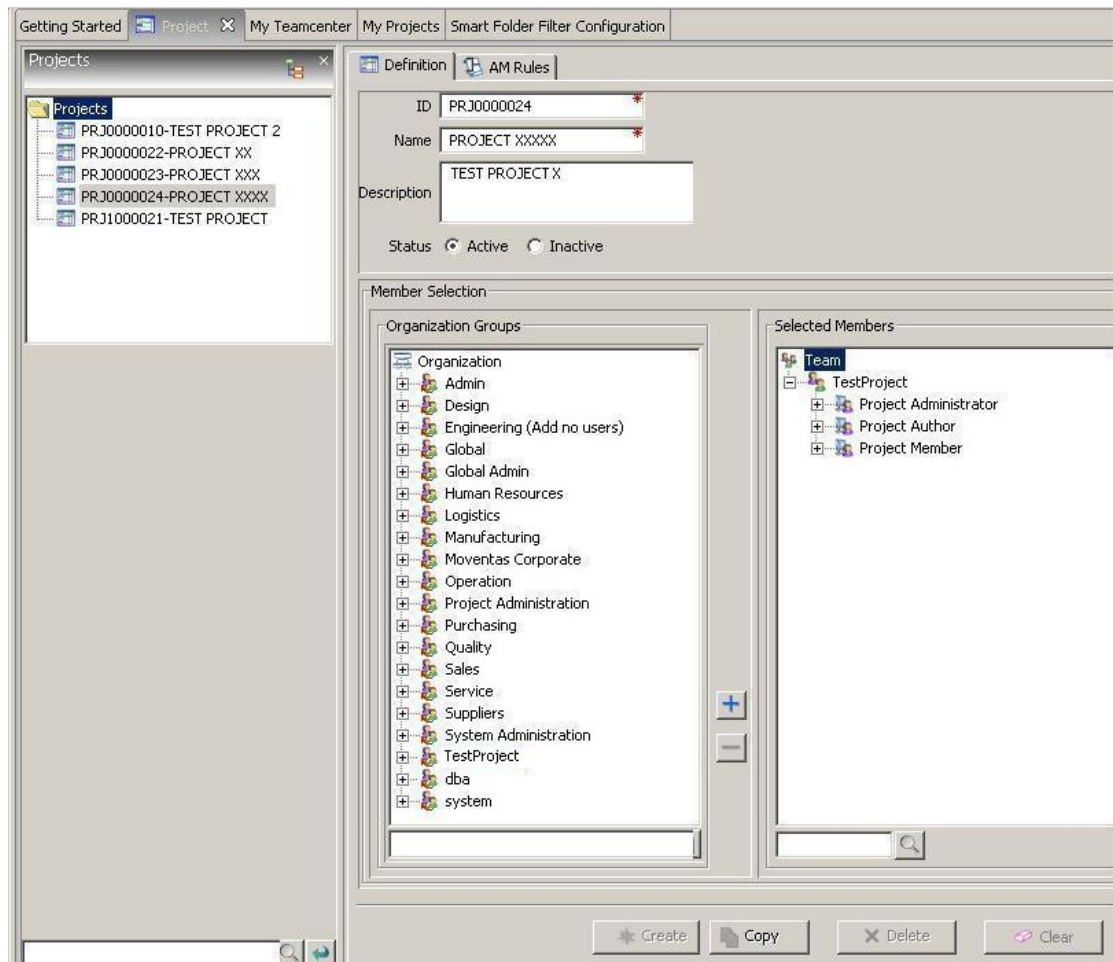 Getting Started Project My Teamcenter My Projects Smart Folder Filter Configuration
Projects
Projects
PRJ0000010-TEST PROJECT 2
PRJ0000022-PROJECT XX
PRJ0000023-PROJECT XXX
PRJ0000024-PROJECT XXXX
PRJ1000021-TEST PROJECT
Definition AM Rules
ID PRJ0000024
Name PROJECT XXXXX
Description TEST PROJECT X
Status Active Inactive
Member Selection
Organization Groups
Organization
Admin
Design
Engineering (Add no users)
Global
Global Admin
Human Resources
Logistics
Manufacturing
Moventas Corporate
Operation
Project Administration
Purchasing
Quality
Sales
Service
Suppliers
System Administration
TestProject
dba
system
Selected Members
Team
TestProject
Project Administrator
Project Author
Project Member
Create Copy Delete Clear